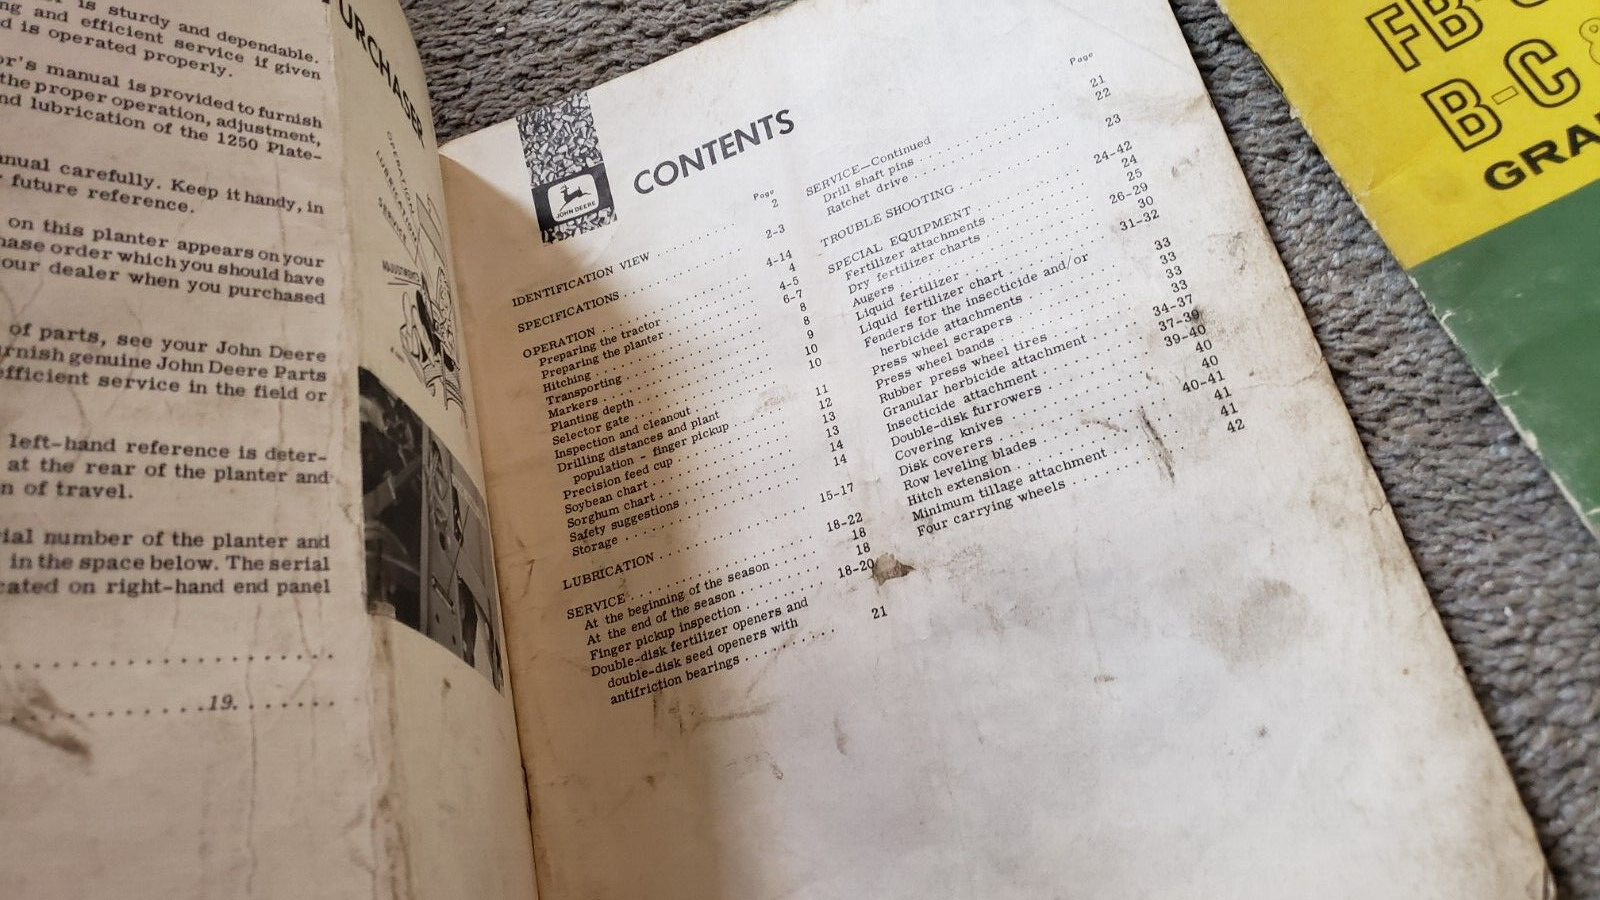 is sturdy and dependable.
and efficient service if given
is operated properly.
manual is provided to furnish
the proper operation, adjustment,
lubrication of the 1250 Plate-
carefully. Keep it handy, in
future reference.
on this planter appears on your
order which you should have
dealer when you purchased
of parts, see your John Deere
genuine John Deere Parts
efficient service in the field or
left-hand reference is deter-
at the rear of the planter and
of travel.
number of the planter and
in the space below. The serial
on right-hand end panel
19.
PURCHASER
OPERATION
LUBRICATION
SERVICE
ADJUSTMENTS
JOHN DEERE
CONTENTS
Page
IDENTIFICATION VIEW . . . 2
SPECIFICATIONS . . . 2-3
OPERATION . . . 4-14
Preparing the tractor . . . 4
Preparing the planter . . . 4-5
Hitching . . . 6-7
Transporting . . . 8
Markers . . . 8
Planting depth . . . 9
Selector gate . . . 10
Inspection and cleanout . . . 10
Drilling distances and plant
population - finger pickup . . . 11
Precision feed cup . . . 12
Soybean chart . . . 13
Sorghum chart . . . 13
Safety suggestions . . . 14
Storage . . . 14
LUBRICATION . . . 15-17
SERVICE . . . 18-22
At the beginning of the season . . . 18
At the end of the season . . . 18
Finger pickup inspection . . . 18-20
Double-disk fertilizer openers and
double-disk seed openers with
antifriction bearings . . . 21
Page
SERVICE—Continued
Drill shaft pins . . . 21
Ratchet drive . . . 22
TROUBLE SHOOTING . . . 23
SPECIAL EQUIPMENT . . . 24-42
Fertilizer attachments . . . 24
Dry fertilizer charts . . . 25
Augers . . . 26-29
Liquid fertilizer . . . 30
Liquid fertilizer chart . . . 31-32
Fenders for the insecticide and/or
herbicide attachments . . . 33
Press wheel scrapers . . . 33
Press wheel bands . . . 33
Rubber press wheel tires . . . 33
Granular herbicide attachment . . . 34-37
Insecticide attachment . . . 37-39
Double-disk furrowers . . . 39-40
Covering knives . . . 40
Disk coverers . . . 40
Row leveling blades . . . 40-41
Hitch extension . . . 41
Minimum tillage attachment . . . 41
Four carrying wheels . . . 42
FB-
B-C &